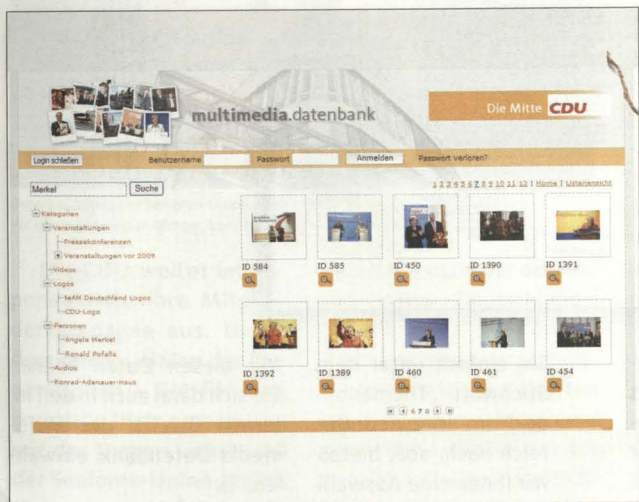 multimedia.datenbank
Die Mitte CDU
Login schließen Benutzername Passwort Anmelden Passwort verloren?
Merkel Suche
1 2 3 4 5 6 7 8 9 10 11 12 | Home | Listenansicht
Kategorien
Veranstaltungen
Pressekonferenzen
Veranstaltungen vor 2009
Videos
Logos
teAM Deutschland Logos
CDU-Logo
Personen
Angela Merkel
Ronald Pofalla
Audios
Konrad-Adenauer-Haus
ID 584 ID 585 ID 450 ID 1390 ID 1391
ID 1392 ID 1389 ID 460 ID 461 ID 454
6 7 8